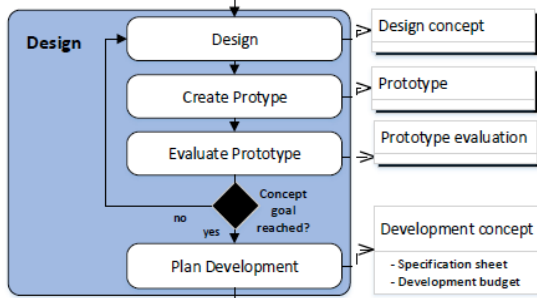 Design
Design
Design concept
Create Protype
Prototype
Evaluate Prototype
Prototype evaluation
Concept
goal
reached?
no
yes
Plan Development
Development concept
- Specification sheet
- Development budget